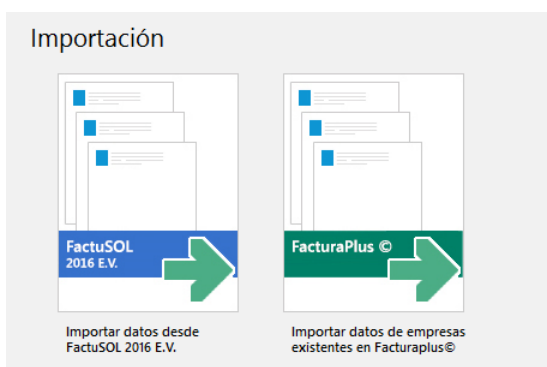 Importación
FactuSOL
2016 E.V.
FacturaPlus ©
Importar datos desde
FactuSOL 2016 E.V.
Importar datos de empresas
existentes en Facturaplus©